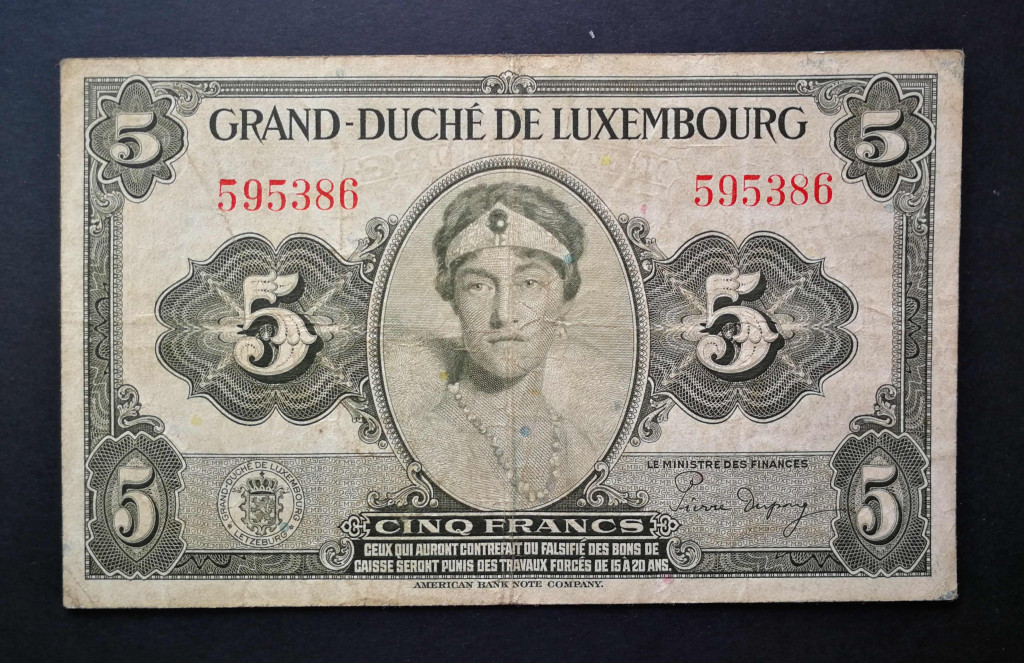 5 5
GRAND-DUCHÉ DE LUXEMBOURG
595386 595386
5 5
LE MINISTRE DES FINANCES
Pierre Dupong
5 5
GRAND-DUCHÉ DE LUXEMBOURG
LETZEBURG
CINQ FRANCS
CEUX QUI AURONT CONTREFAIT OU FALSIFIÉ DES BONS DE
CAISSE SERONT PUNIS DES TRAVAUX FORCÉS DE 15 À 20 ANS.
AMERICAN BANK NOTE COMPANY.